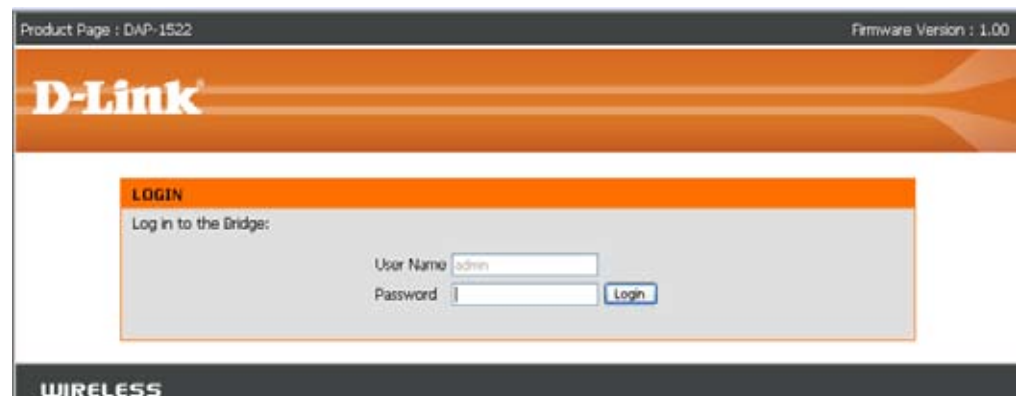 Product Page : DAP-1522 Firmware Version : 1.00
D-Link
LOGIN
Log in to the Bridge:
User Name admin
Password Login
WIRELESS